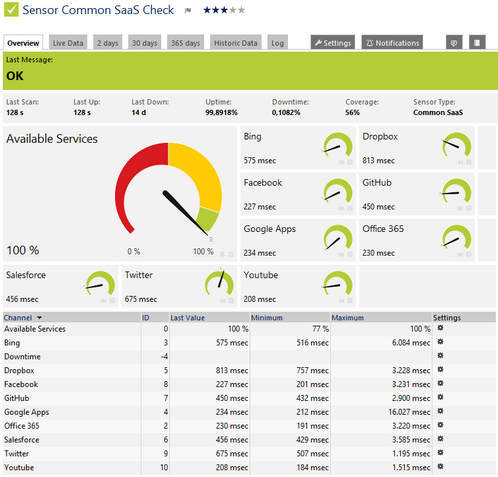 Sensor Common SaaS Check
Overview Live Data 2 days 30 days 365 days Historic Data Log Settings Notifications
Last Message:
OK
Last Scan: Last Up: Last Down: Uptime: Downtime: Coverage: Sensor Type:
128 s 128 s 14 d 99,8918% 0,1082% 56% Common SaaS
Available Services
100 %
0 % 100 %
Bing
575 msec
Dropbox
813 msec
Facebook
227 msec
GitHub
450 msec
Google Apps
234 msec
Office 365
230 msec
Salesforce
456 msec
Twitter
675 msec
Youtube
208 msec
Channel ID Last Value Minimum Maximum Settings
Available Services 0 100 % 77 % 100 %
Bing 3 575 msec 516 msec 6.084 msec
Downtime -4
Dropbox 5 813 msec 757 msec 3.228 msec
Facebook 8 227 msec 201 msec 3.231 msec
GitHub 7 450 msec 432 msec 2.900 msec
Google Apps 4 234 msec 212 msec 16.027 msec
Office 365 2 230 msec 191 msec 3.220 msec
Salesforce 6 456 msec 429 msec 3.585 msec
Twitter 9 675 msec 507 msec 1.195 msec
Youtube 10 208 msec 184 msec 1.515 msec